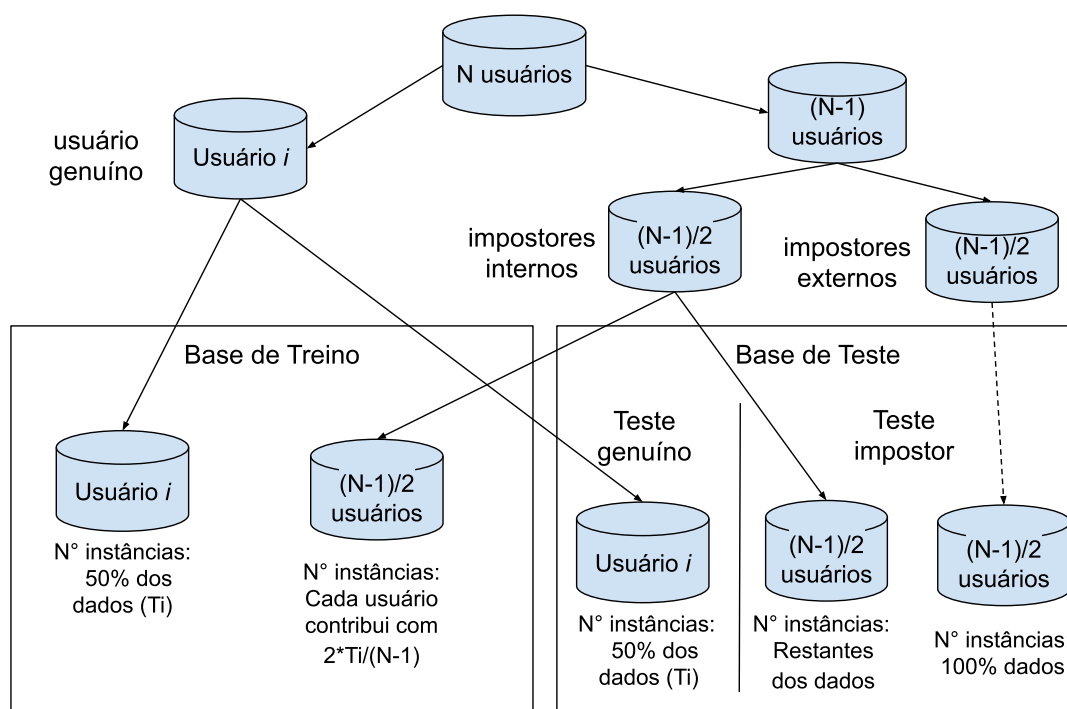 N usuários
(N-1)
usuários
usuário
genuíno
Usuário i
impostores
internos
(N-1)/2
usuários
impostores
externos
(N-1)/2
usuários
Base de Treino
Usuário i
N° instâncias:
50% dos
dados (Ti)
(N-1)/2
usuários
N° instâncias:
Cada usuário
contribui com
2*Ti/(N-1)
Base de Teste
Teste
genuíno
Usuário i
N° instâncias:
50% dos
dados (Ti)
Teste
impostor
(N-1)/2
usuários
N° instâncias:
Restantes
dos dados
(N-1)/2
usuários
N° instâncias:
100% dados